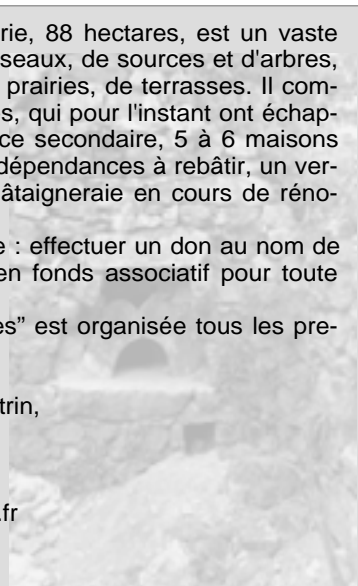 rie, 88 hectares, est un vaste
seaux, de sources et d'arbres,
prairies, de terrasses. Il com-
s, qui pour l'instant ont échap-
ce secondaire, 5 à 6 maisons
dépendances à rebâtir, un ver-
âtaigneraie en cours de réno-
e : effectuer un don au nom de
en fonds associatif pour toute
es” est organisée tous les pre-
trin,
fr